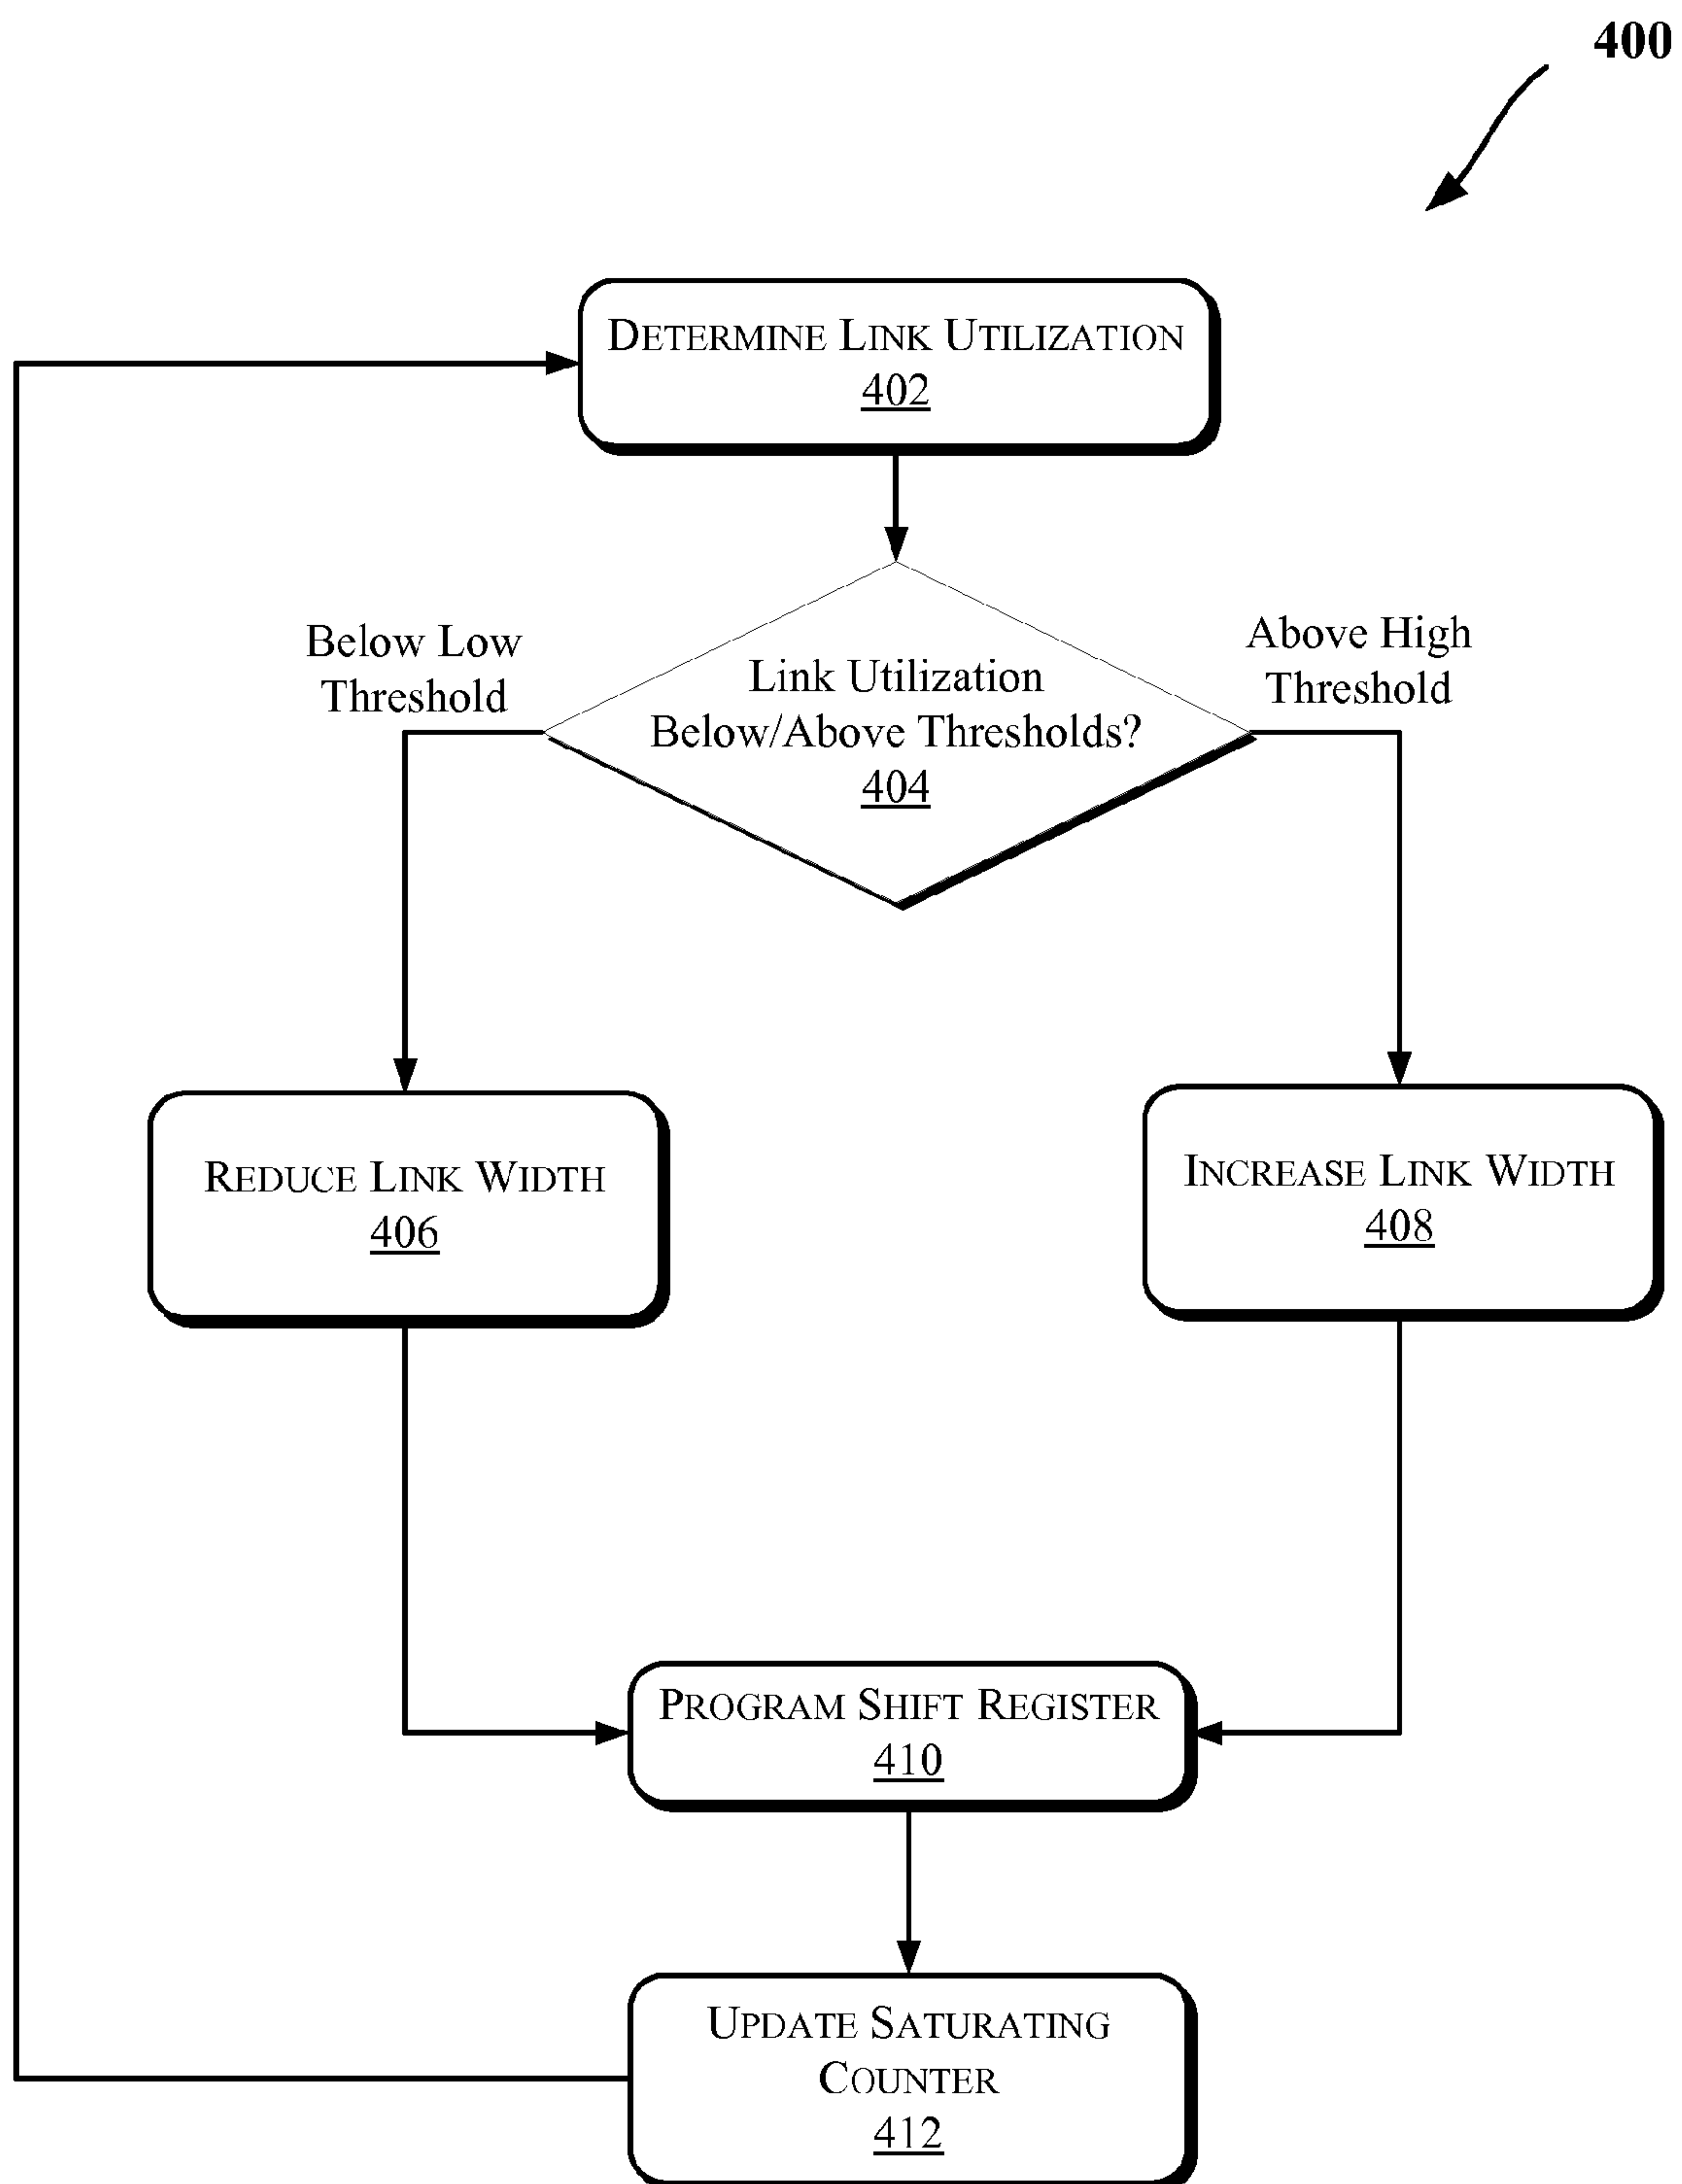 400
DETERMINE LINK UTILIZATION
402
Below Low
Threshold
Above High
Threshold
Link Utilization
Below/Above Thresholds?
404
REDUCE LINK WIDTH
406
INCREASE LINK WIDTH
408
PROGRAM SHIFT REGISTER
410
UPDATE SATURATING
COUNTER
412